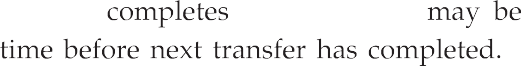 completes may be
time before next transfer has completed.